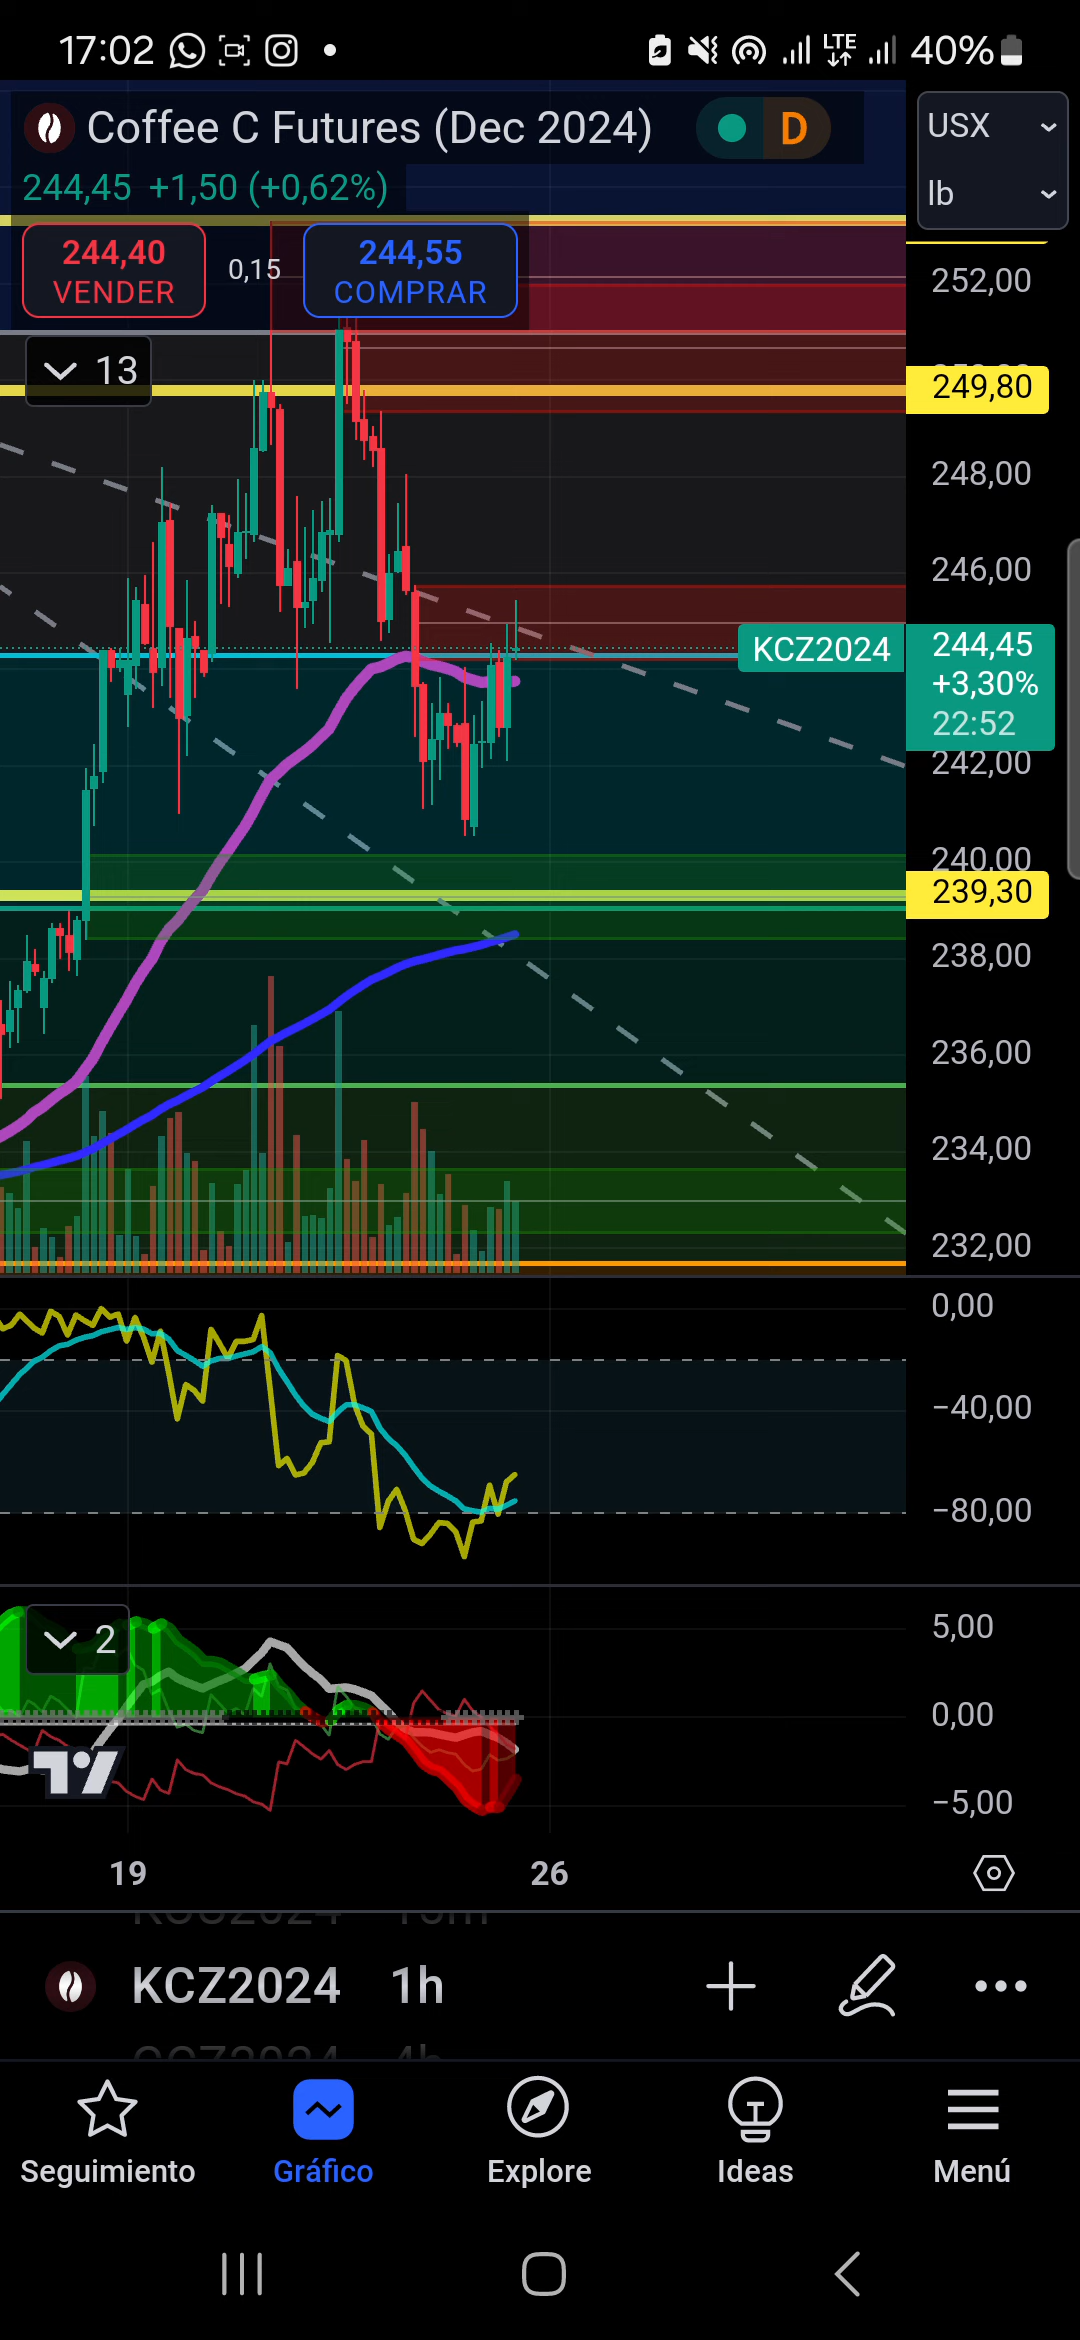 17:02 LTE 40%
Coffee C Futures (Dec 2024) D
USX
244,45 +1,50 (+0,62%)
lb
244,40
VENDER
0,15
244,55
COMPRAR
252,00
13
249,80
248,00
246,00
KCZ2024
244,45
+3,30%
22:52
242,00
240,00
239,30
238,00
236,00
234,00
232,00
0,00
−40,00
−80,00
2
5,00
0,00
−5,00
19
26
KCZ2024 1h
Seguimiento
Gráfico
Explore
Ideas
Menú